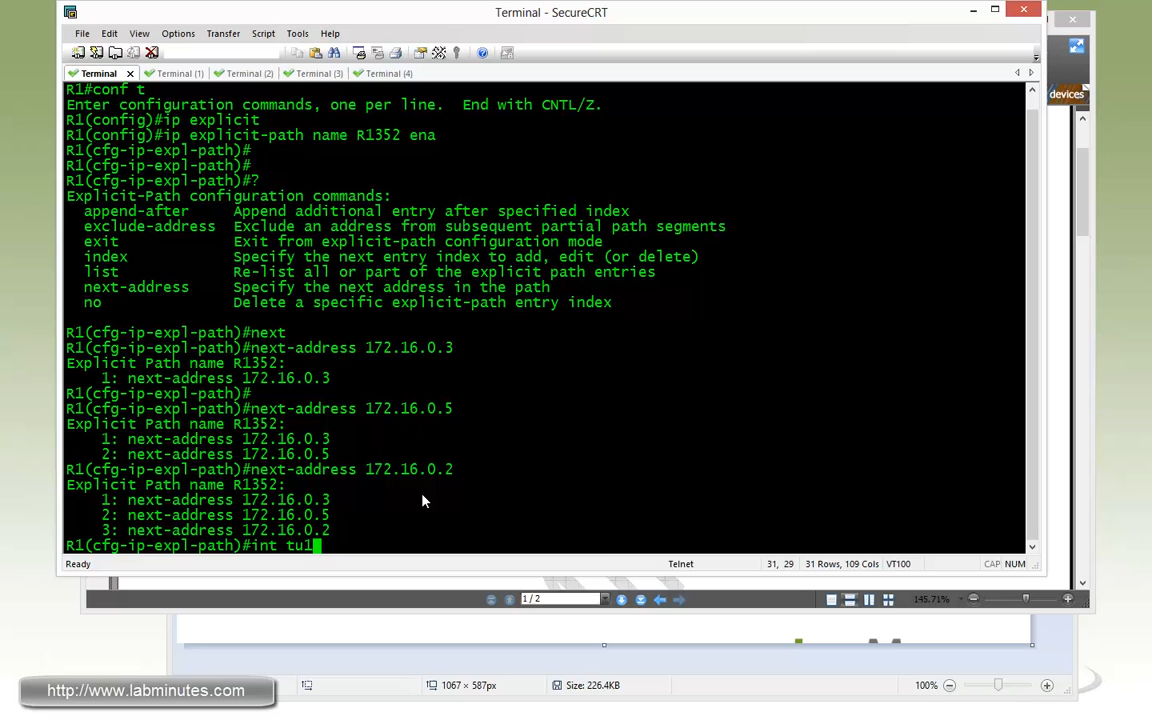 Terminal - SecureCRT
File Edit View Options Transfer Script Tools Help
Terminal Terminal (1) Terminal (2) Terminal (3) Terminal (4)
devices
R1#conf t
Enter configuration commands, one per line.  End with CNTL/Z.
R1(config)#ip explicit
R1(config)#ip explicit-path name R1352 ena
R1(cfg-ip-expl-path)#
R1(cfg-ip-expl-path)#
R1(cfg-ip-expl-path)#?
Explicit-Path configuration commands:
append-after Append additional entry after specified index
exclude-address Exclude an address from subsequent partial path segments
exit Exit from explicit-path configuration mode
index Specify the next entry index to add, edit (or delete)
list Re-list all or part of the explicit path entries
next-address Specify the next address in the path
no Delete a specific explicit-path entry index
R1(cfg-ip-expl-path)#next
R1(cfg-ip-expl-path)#next-address 172.16.0.3
Explicit Path name R1352:
1: next-address 172.16.0.3
R1(cfg-ip-expl-path)#
R1(cfg-ip-expl-path)#next-address 172.16.0.5
Explicit Path name R1352:
1: next-address 172.16.0.3
2: next-address 172.16.0.5
R1(cfg-ip-expl-path)#next-address 172.16.0.2
Explicit Path name R1352:
1: next-address 172.16.0.3
2: next-address 172.16.0.5
3: next-address 172.16.0.2
R1(cfg-ip-expl-path)#int tu1
Ready Telnet 31, 29 31 Rows, 109 Cols VT100 CAP NUM
1 / 2 145.71%
http://www.labminutes.com 1067 × 587px Size: 226.4KB 100%